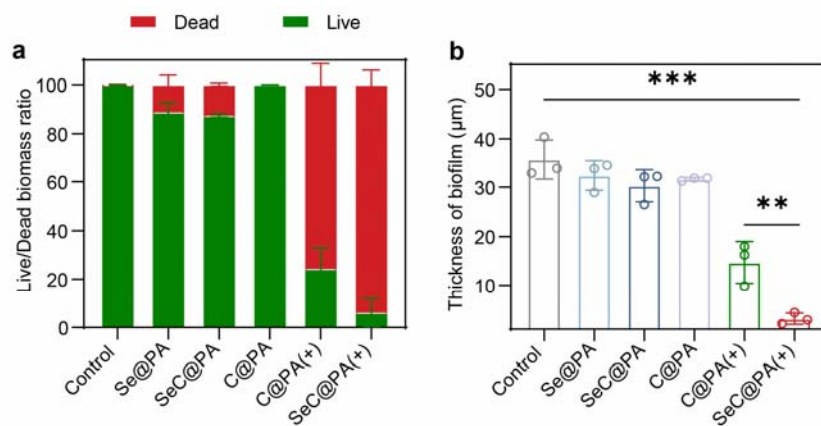 a
Dead
Live
Live/Dead biomass ratio
100
80
60
40
20
0
Control
Se@PA
SeC@PA
C@PA
C@PA(+)
SeC@PA(+)
b
Thickness of biofilm (μm)
50
40
30
20
10
***
**
Control
Se@PA
SeC@PA
C@PA
C@PA(+)
SeC@PA(+)